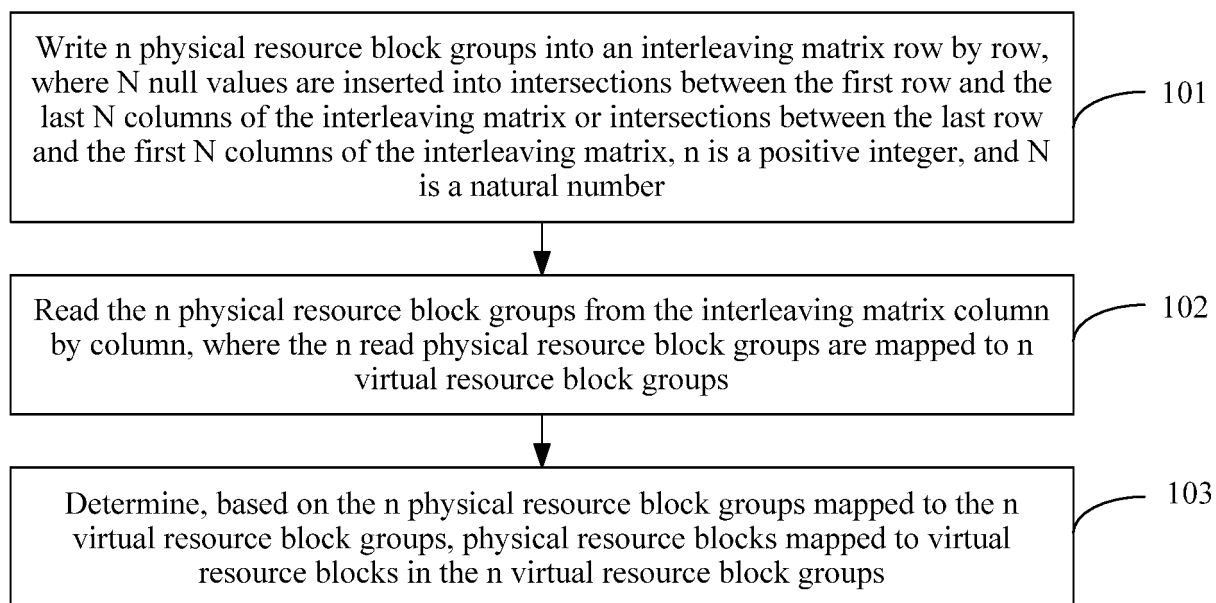 Write n physical resource block groups into an interleaving matrix row by row,
where N null values are inserted into intersections between the first row and the
last N columns of the interleaving matrix or intersections between the last row
and the first N columns of the interleaving matrix, n is a positive integer, and N
is a natural number
101
Read the n physical resource block groups from the interleaving matrix column
by column, where the n read physical resource block groups are mapped to n
virtual resource block groups
102
Determine, based on the n physical resource block groups mapped to the n
virtual resource block groups, physical resource blocks mapped to virtual
resource blocks in the n virtual resource block groups
103